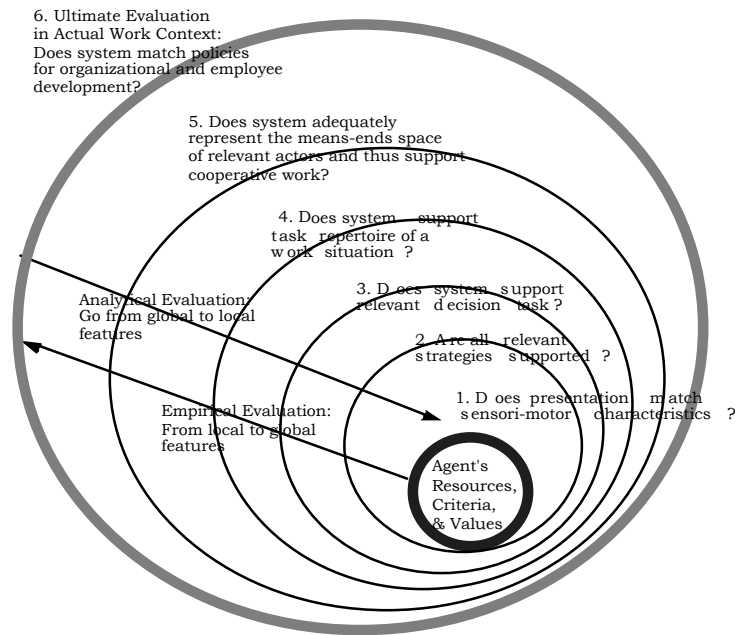 6. Ultimate Evaluation
in Actual Work Context:
Does system match policies
for organizational and employee
development?
5. Does system adequately
represent the means-ends space
of relevant actors and thus support
cooperative work?
4. Does system support
task repertoire of a
work situation ?
3. Does system support
relevant decision task ?
2. Are all relevant
strategies supported ?
1. Does presentation match
sensori-motor characteristics ?
Analytical Evaluation:
Go from global to local
features
Empirical Evaluation:
From local to global
features
Agent's
Resources,
Criteria,
& Values